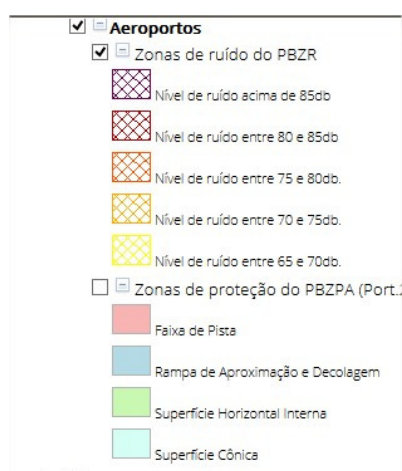 Aeroportos
Zonas de ruído do PBZR
Nível de ruído acima de 85db
Nível de ruído entre 80 e 85db
Nível de ruído entre 75 e 80db.
Nível de ruído entre 70 e 75db.
Nível de ruído entre 65 e 70db.
Zonas de proteção do PBZPA (Port.
Faixa de Pista
Rampa de Aproximação e Decolagem
Superfície Horizontal Interna
Superfície Cônica